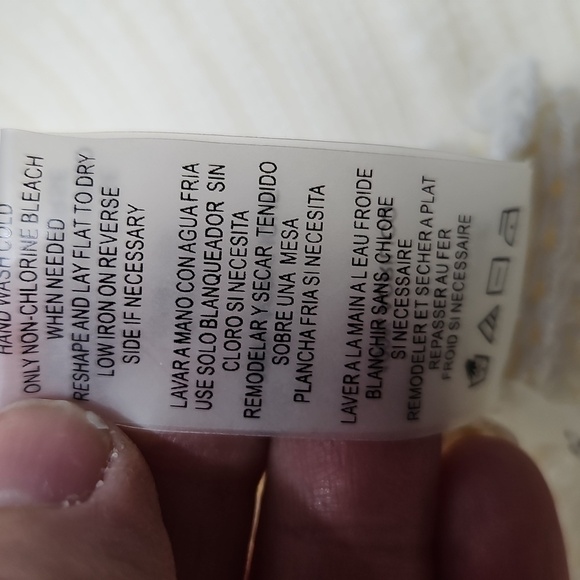 HAND WASH COLD
ONLY NON-CHLORINE BLEACH
WHEN NEEDED
RESHAPE AND LAY FLAT TO DRY
LOW IRON ON REVERSE
SIDE IF NECESSARY
LAVAR A MANO CON AGUA FRIA
USE SOLO BLANQUEADOR SIN
CLORO SI NECESITA
REMODELAR Y SECAR TENDIDO
SOBRE UNA MESA
PLANCHA FRIA SI NECESITA
LAVER A LA MAIN A L EAU FROIDE
BLANCHIR SANS CHLORE
SI NECESSAIRE
REMODELER ET SECHER A PLAT
REPASSER AU FER
FROID SI NECESSAIRE